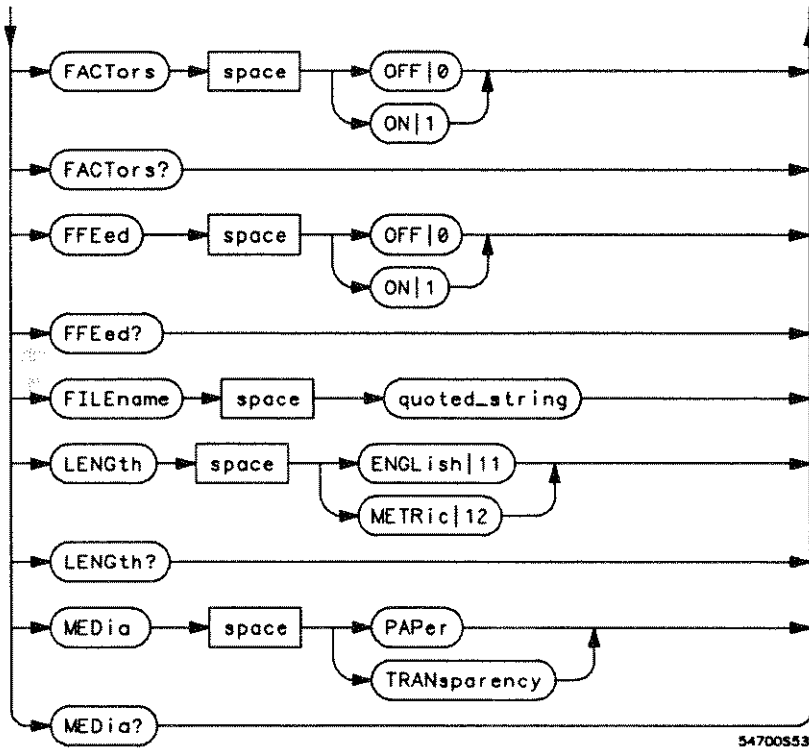 FACTors space OFF|0
ON|1
FACTors?
FFEed space OFF|0
ON|1
FFEed?
FILEname space quoted_string
LENGth space ENGLish|11
METRic|12
LENGth?
MEDia space PAPer
TRANsparency
MEDia?
54700S53